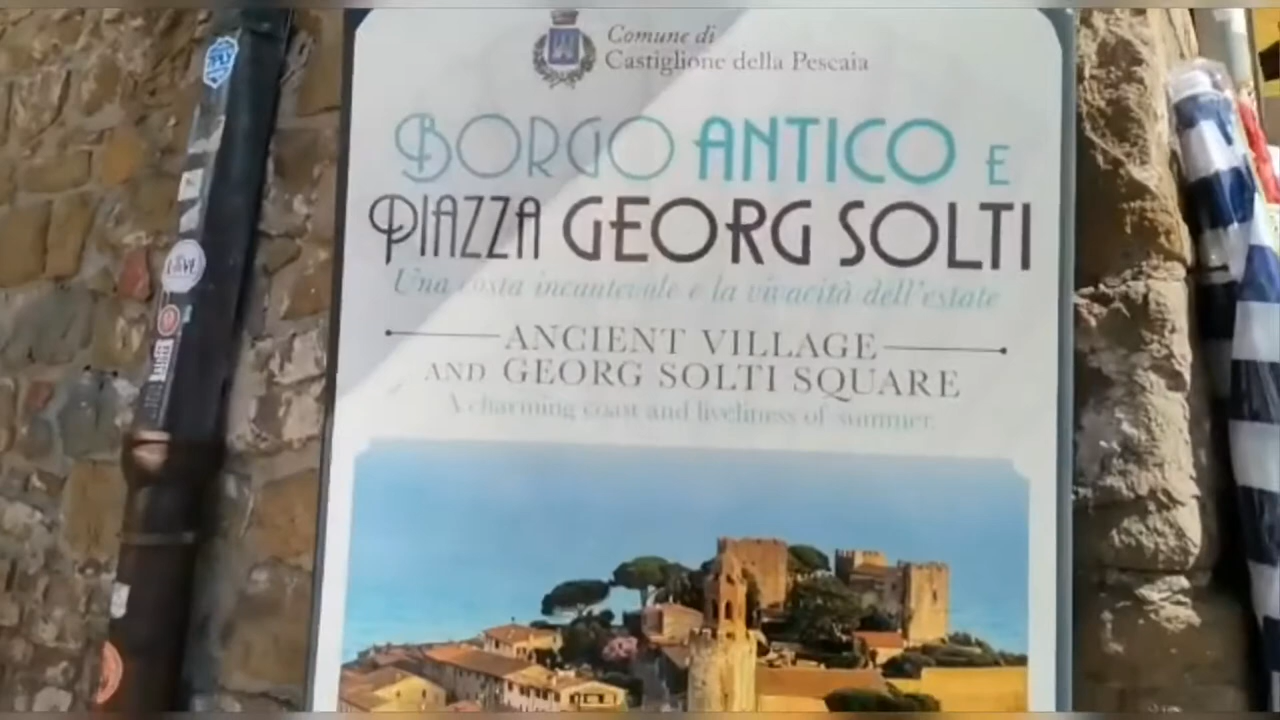 Comune di
Castiglione della Pescaia
BORGO ANTICO E
PIAZZA GEORG SOLTI
Una costa incantevole e la vivacità dell'estate
ANCIENT VILLAGE
AND GEORG SOLTI SQUARE
A charming coast and liveliness of summer